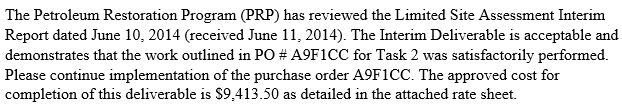 The Petroleum Restoration Program (PRP) has reviewed the Limited Site Assessment Interim
Report dated June 10, 2014 (received June 11, 2014). The Interim Deliverable is acceptable and
demonstrates that the work outlined in PO # A9F1CC for Task 2 was satisfactorily performed.
Please continue implementation of the purchase order A9F1CC. The approved cost for
completion of this deliverable is $9,413.50 as detailed in the attached rate sheet.